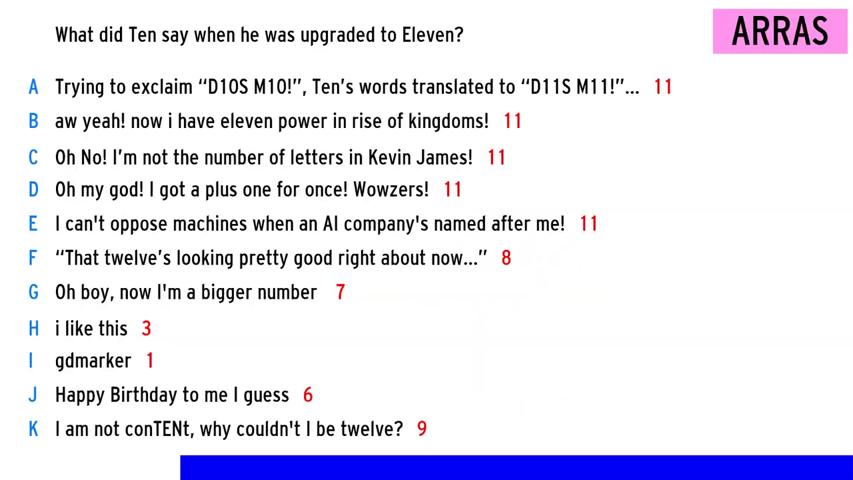 What did Ten say when he was upgraded to Eleven?
ARRAS
A Trying to exclaim “D10S M10!”, Ten’s words translated to “D11S M11!”... 11
B aw yeah! now i have eleven power in rise of kingdoms! 11
C Oh No! I’m not the number of letters in Kevin James! 11
D Oh my god! I got a plus one for once! Wowzers! 11
E I can't oppose machines when an AI company's named after me! 11
F “That twelve’s looking pretty good right about now...” 8
G Oh boy, now I'm a bigger number 7
H i like this 3
I gdmarker 1
J Happy Birthday to me I guess 6
K I am not conTENt, why couldn't I be twelve? 9